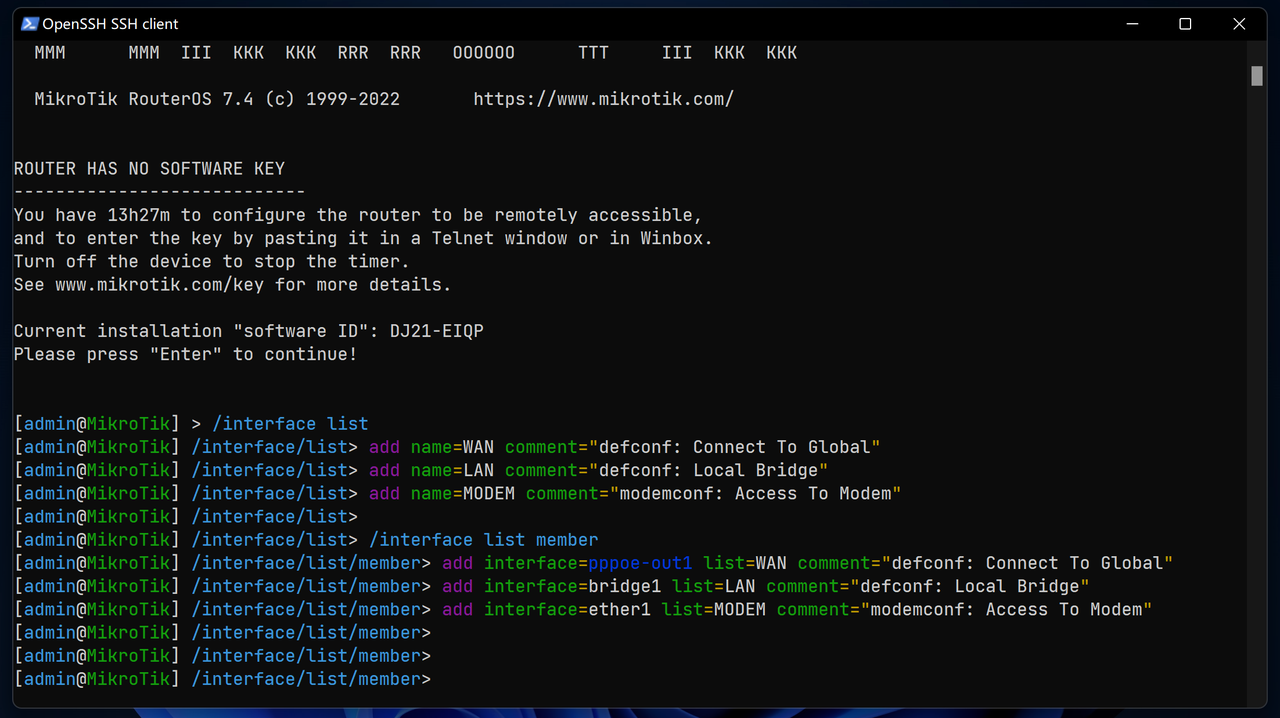 OpenSSH SSH client
MMM MMM III KKK KKK RRR RRR OOOOOO TTT III KKK KKK
MikroTik RouterOS 7.4 (c) 1999-2022 https://www.mikrotik.com/
ROUTER HAS NO SOFTWARE KEY
----------------------------
You have 13h27m to configure the router to be remotely accessible,
and to enter the key by pasting it in a Telnet window or in Winbox.
Turn off the device to stop the timer.
See www.mikrotik.com/key for more details.
Current installation "software ID": DJ21-EIQP
Please press "Enter" to continue!
[admin@MikroTik] > /interface list
[admin@MikroTik] /interface/list> add name=WAN comment="defconf: Connect To Global"
[admin@MikroTik] /interface/list> add name=LAN comment="defconf: Local Bridge"
[admin@MikroTik] /interface/list> add name=MODEM comment="modemconf: Access To Modem"
[admin@MikroTik] /interface/list>
[admin@MikroTik] /interface/list> /interface list member
[admin@MikroTik] /interface/list/member> add interface=pppoe-out1 list=WAN comment="defconf: Connect To Global"
[admin@MikroTik] /interface/list/member> add interface=bridge1 list=LAN comment="defconf: Local Bridge"
[admin@MikroTik] /interface/list/member> add interface=ether1 list=MODEM comment="modemconf: Access To Modem"
[admin@MikroTik] /interface/list/member>
[admin@MikroTik] /interface/list/member>
[admin@MikroTik] /interface/list/member>